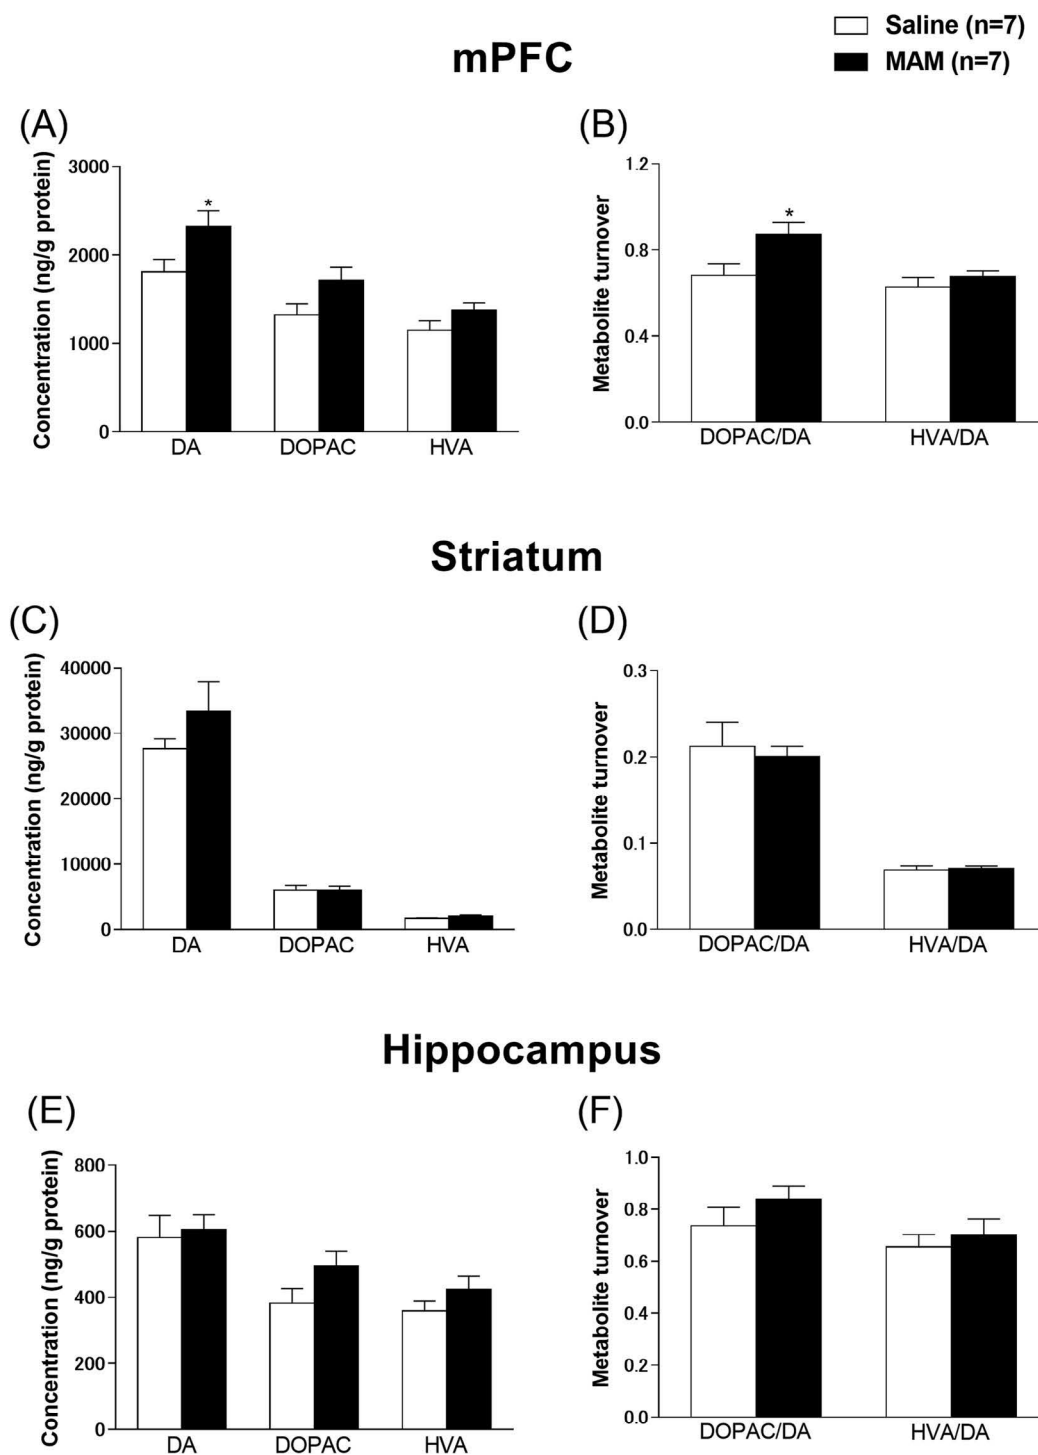 Saline (n=7)
MAM (n=7)
mPFC
(A)
Concentration (ng/g protein)
3000
2000
1000
0
*
DA DOPAC HVA
(B)
Metabolite turnover
1.2
0.8
0.4
0.0
*
DOPAC/DA HVA/DA
Striatum
(C)
Concentration (ng/g protein)
40000
30000
20000
10000
0
DA DOPAC HVA
(D)
Metabolite turnover
0.3
0.2
0.1
0.0
DOPAC/DA HVA/DA
Hippocampus
(E)
Concentration (ng/g protein)
800
600
400
200
0
DA DOPAC HVA
(F)
Metabolite turnover
1.0
0.8
0.6
0.4
0.2
0.0
DOPAC/DA HVA/DA